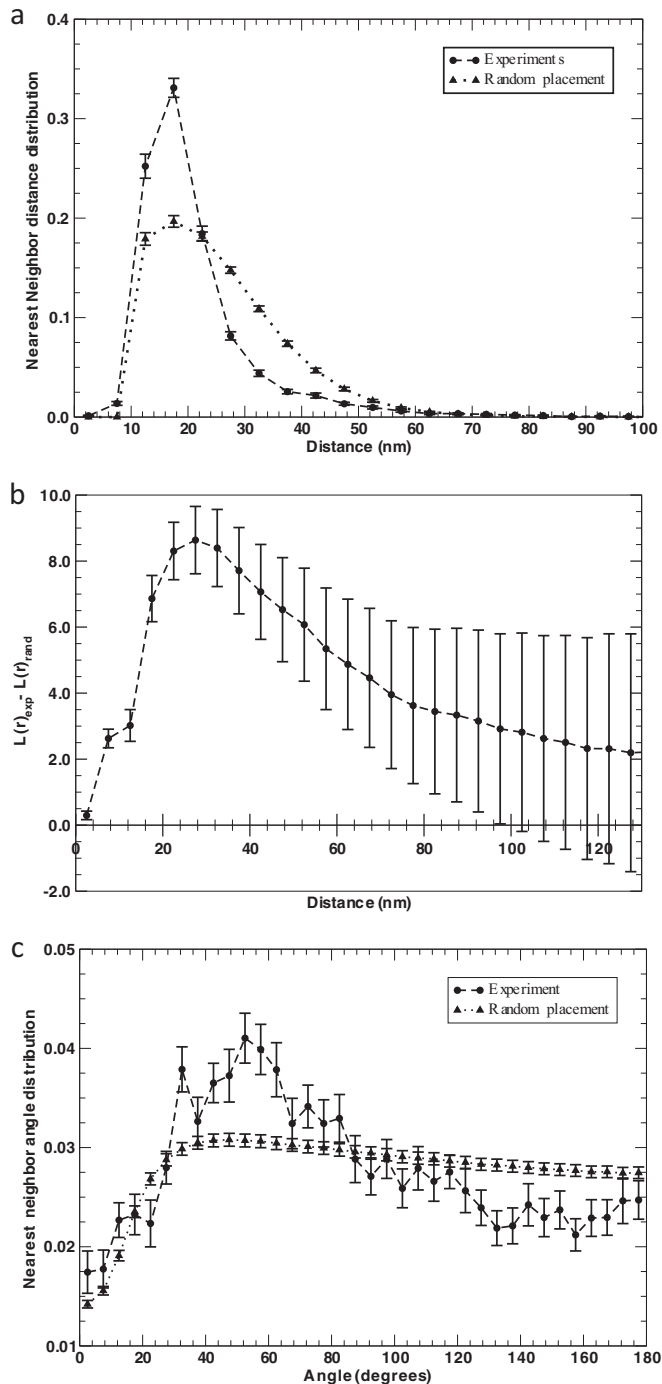 a
0.4
Experiments
Random placement
0.3
Nearest Neighbor distance distribution
0.2
0.1
0.0
0 10 20 30 40 50 60 70 80 90 100
Distance (nm)
b
10.0
8.0
6.0
L(r)exp- L(r)rand
4.0
2.0
0.0
0 20 40 60 80 100 120
-2.0
Distance (nm)
c
0.05
Experiment
Random placement
0.04
Nearest neighbor angle distribution
0.03
0.02
0.01
0 20 40 60 80 100 120 140 160 180
Angle (degrees)